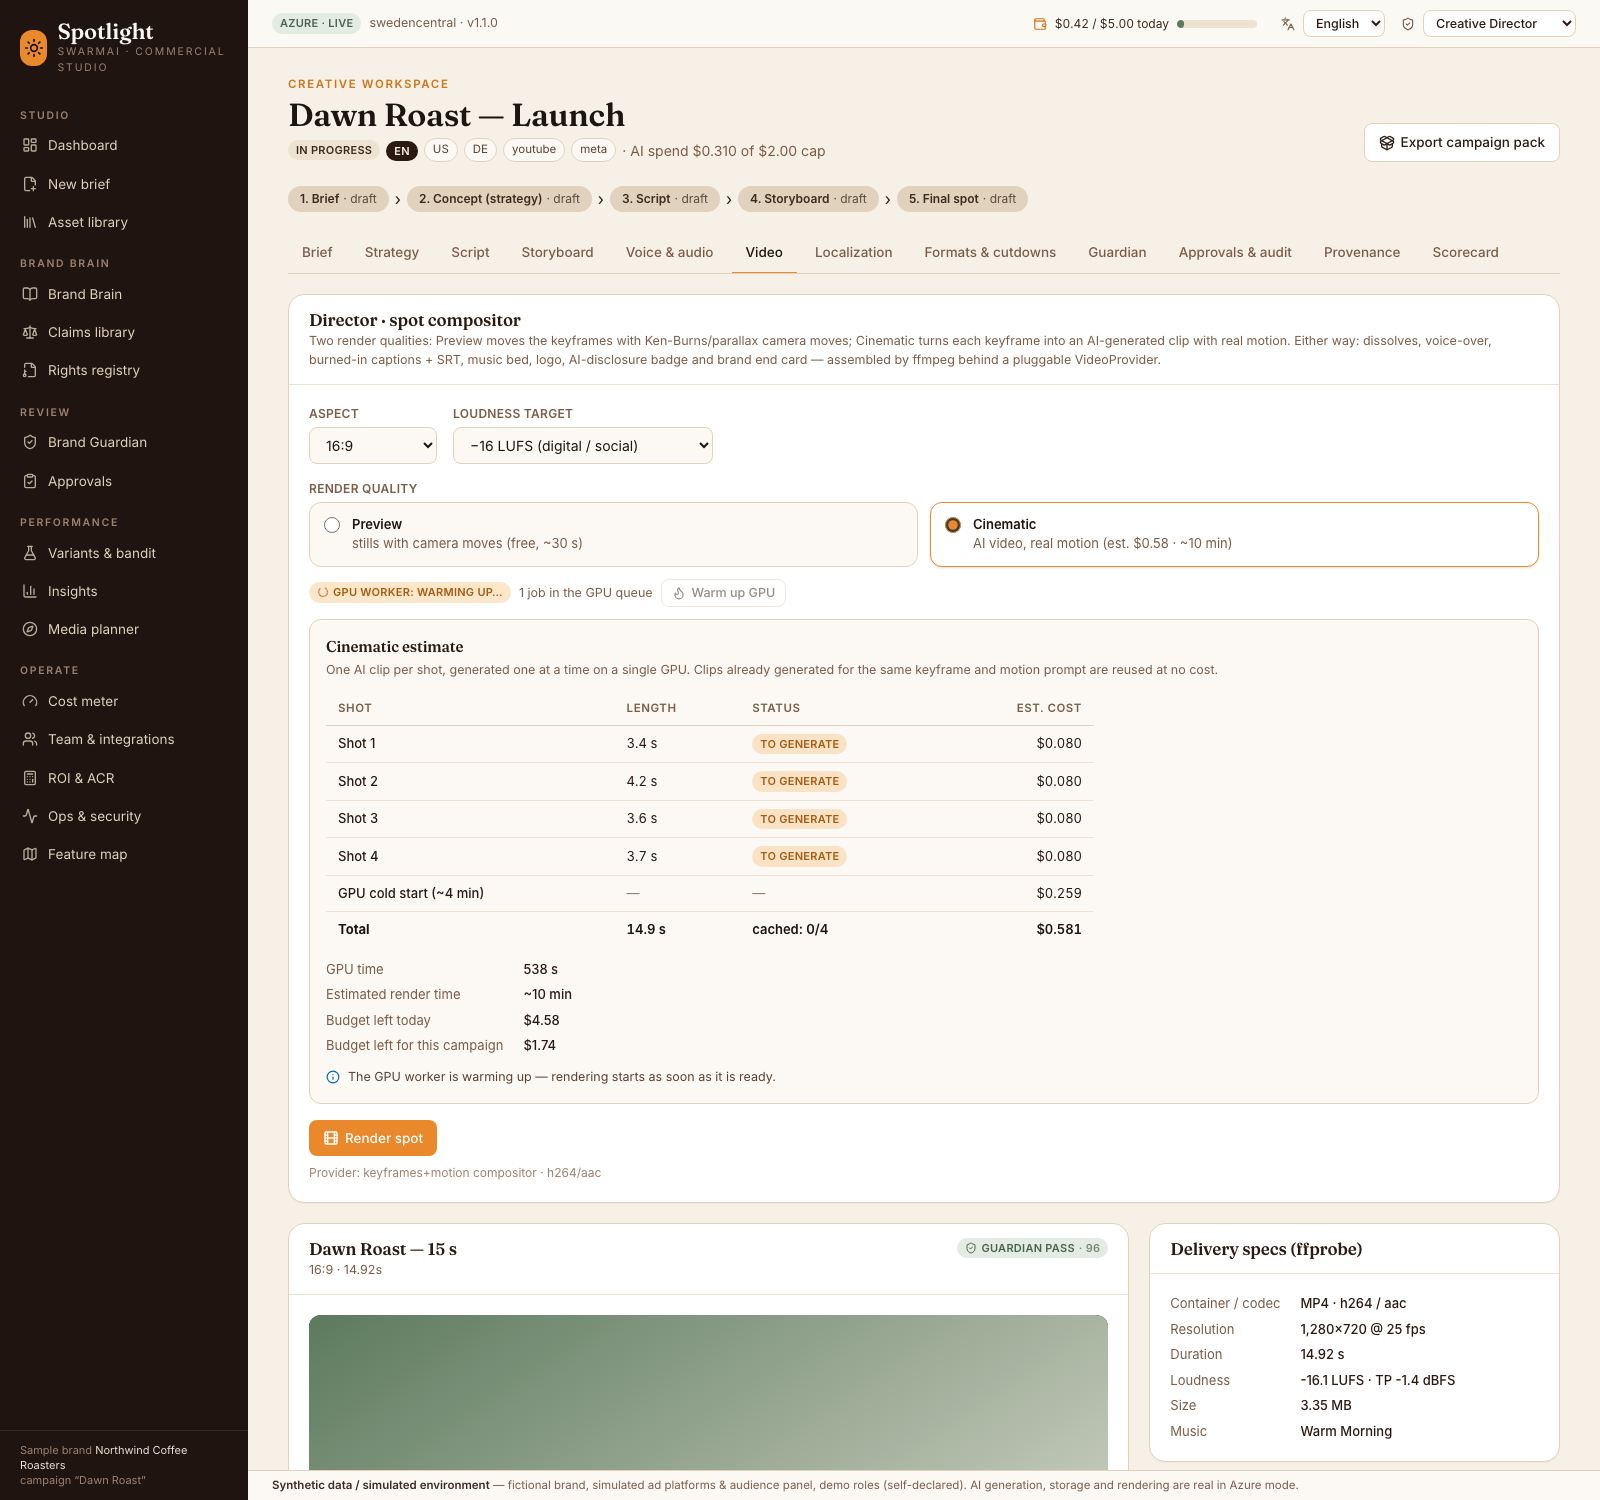 Spotlight
SWARMAI · COMMERCIAL
STUDIO
STUDIO
Dashboard
New brief
Asset library
BRAND BRAIN
Brand Brain
Claims library
Rights registry
REVIEW
Brand Guardian
Approvals
PERFORMANCE
Variants & bandit
Insights
Media planner
OPERATE
Cost meter
Team & integrations
ROI & ACR
Ops & security
Feature map
Sample brand Northwind Coffee
Roasters
campaign “Dawn Roast”
AZURE · LIVE swedencentral · v1.1.0 $0.42 / $5.00 today English Creative Director
CREATIVE WORKSPACE
Dawn Roast — Launch
IN PROGRESS EN US DE youtube meta · AI spend $0.310 of $2.00 cap
Export campaign pack
1. Brief · draft › 2. Concept (strategy) · draft › 3. Script · draft › 4. Storyboard · draft › 5. Final spot · draft
Brief Strategy Script Storyboard Voice & audio Video Localization Formats & cutdowns Guardian Approvals & audit Provenance Scorecard
Director · spot compositor
Two render qualities: Preview moves the keyframes with Ken-Burns/parallax camera moves; Cinematic turns each keyframe into an AI-generated clip with real motion. Either way: dissolves, voice-over,
burned-in captions + SRT, music bed, logo, AI-disclosure badge and brand end card — assembled by ffmpeg behind a pluggable VideoProvider.
ASPECT LOUDNESS TARGET
16:9 −16 LUFS (digital / social)
RENDER QUALITY
Preview
stills with camera moves (free, ~30 s)
Cinematic
AI video, real motion (est. $0.58 · ~10 min)
GPU WORKER: WARMING UP… 1 job in the GPU queue Warm up GPU
Cinematic estimate
One AI clip per shot, generated one at a time on a single GPU. Clips already generated for the same keyframe and motion prompt are reused at no cost.
SHOT LENGTH STATUS EST. COST
Shot 1 3.4 s TO GENERATE $0.080
Shot 2 4.2 s TO GENERATE $0.080
Shot 3 3.6 s TO GENERATE $0.080
Shot 4 3.7 s TO GENERATE $0.080
GPU cold start (~4 min) — — $0.259
Total 14.9 s cached: 0/4 $0.581
GPU time 538 s
Estimated render time ~10 min
Budget left today $4.58
Budget left for this campaign $1.74
The GPU worker is warming up — rendering starts as soon as it is ready.
Render spot
Provider: keyframes+motion compositor · h264/aac
Dawn Roast — 15 s
16:9 · 14.92s
GUARDIAN PASS · 96
Delivery specs (ffprobe)
Container / codec MP4 · h264 / aac
Resolution 1,280×720 @ 25 fps
Duration 14.92 s
Loudness -16.1 LUFS · TP -1.4 dBFS
Size 3.35 MB
Music Warm Morning
Synthetic data / simulated environment — fictional brand, simulated ad platforms & audience panel, demo roles (self-declared). AI generation, storage and rendering are real in Azure mode.